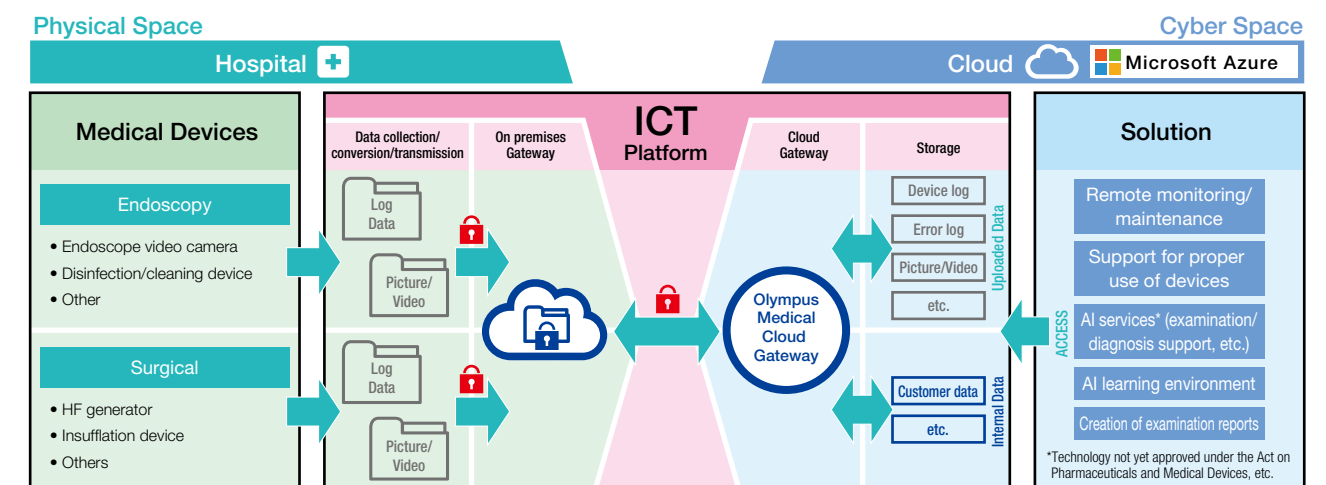 Physical Space
Cyber Space
Hospital
Cloud
Microsoft Azure
Medical Devices
Endoscopy
• Endoscope video camera
• Disinfection/cleaning device
• Other
Surgical
• HF generator
• Insufflation device
• Others
ICT
Platform
Data collection/
conversion/transmission
On premises
Gateway
Cloud
Gateway
Storage
Log
Data
Picture/
Video
Log
Data
Picture/
Video
Olympus
Medical
Cloud
Gateway
Device log
Error log
Picture/Video
etc.
Uploaded Data
Customer data
etc.
Internal Data
ACCESS
Solution
Remote monitoring/
maintenance
Support for proper
use of devices
AI services* (examination/
diagnosis support, etc.)
AI learning environment
Creation of examination reports
*Technology not yet approved under the Act on
Pharmaceuticals and Medical Devices, etc.